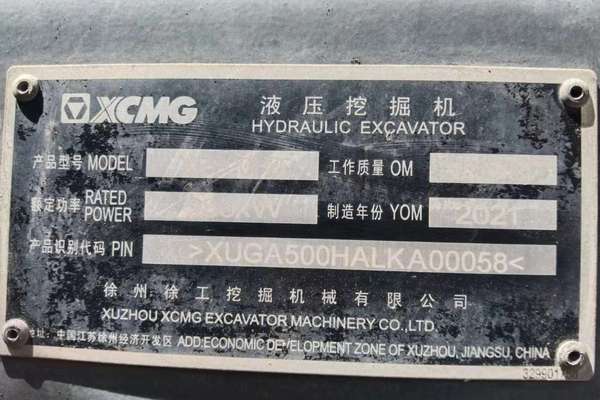 XCMG 液压挖掘机
HYDRAULIC EXCAVATOR
产品型号 MODEL 工作质量 OM
额定功率 RATED POWER 制造年份 YOM 2021
产品识别代码 PIN >XUGA500HALKA00058<
徐州徐工挖掘机械有限公司
XUZHOU XCMG EXCAVATOR MACHINERY CO.,LTD.
地址: 中国江苏徐州经济开发区 ADD:ECONOMIC DEVELOPMENT ZONE OF XUZHOU, JIANGSU, CHINA